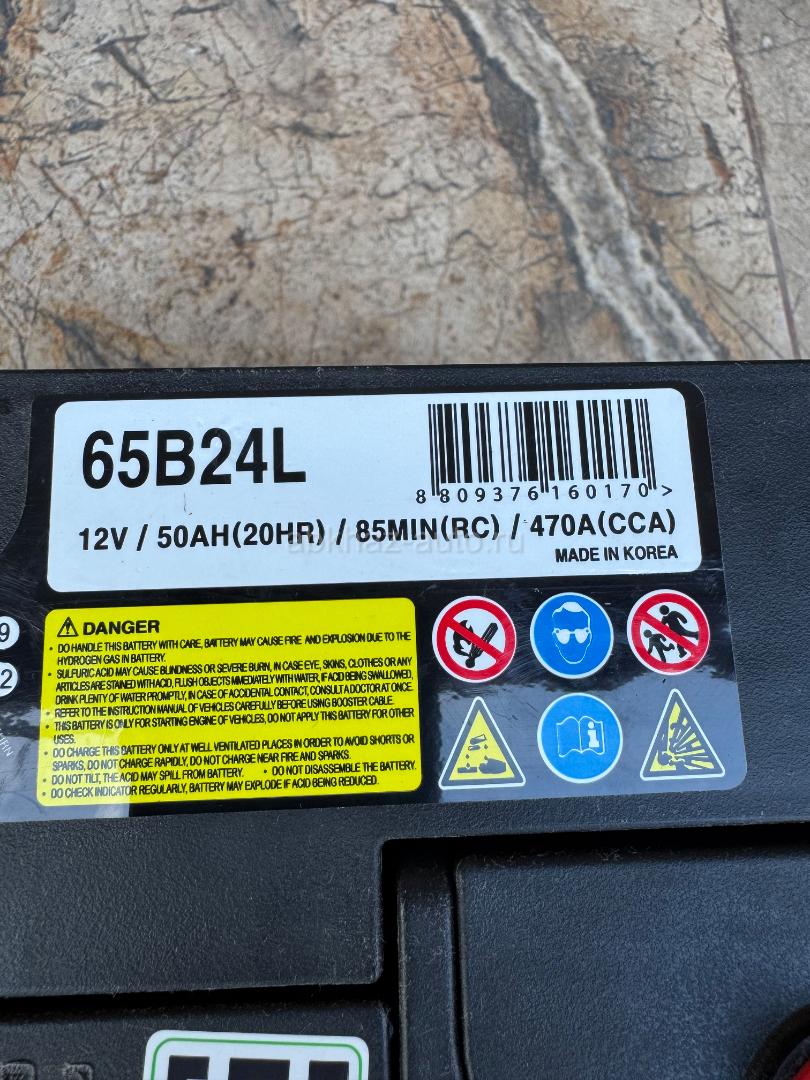 65B24L
8 809376 160170 >
12V / 50AH(20HR) / 85MIN(RC) / 470A(CCA)
abkhaz-auto.ru
MADE IN KOREA
9
2
DANGER
• DO HANDLE THIS BATTERY WITH CARE, BATTERY MAY CAUSE FIRE AND EXPLOSION DUE TO THE
HYDROGEN GAS IN BATTERY.
• SULFURIC ACID MAY CAUSE BLINDNESS OR SEVERE BURN, IN CASE EYE, SKINS, CLOTHES OR ANY
ARTICLES ARE STAINED WITH ACID, FLUSH OBJECTS IMMEDIATELY WITH WATER, IF ACID BEING SWALLOWED,
DRINK PLENTY OF WATER PROMPTLY, IN CASE OF ACCIDENTAL CONTACT, CONSULT A DOCTOR AT ONCE.
• REFER TO THE INSTRUCTION MANUAL OF VEHICLES CAREFULLY BEFORE USING BOOSTER CABLE.
• THIS BATTERY IS ONLY FOR STARTING ENGINE OF VEHICLES, DO NOT APPLY THIS BATTERY FOR OTHER
USES.
• DO CHARGE THIS BATTERY ONLY AT WELL VENTILATED PLACES IN ORDER TO AVOID SHORTS OR
SPARKS, DO NOT CHARGE RAPIDLY, DO NOT CHARGE NEAR FIRE AND SPARKS.
• DO NOT TILT, THE ACID MAY SPILL FROM BATTERY. • DO NOT DISASSEMBLE THE BATTERY.
• DO CHECK INDICATOR REGULARLY, BATTERY MAY EXPLODE IF ACID BEING REDUCED.